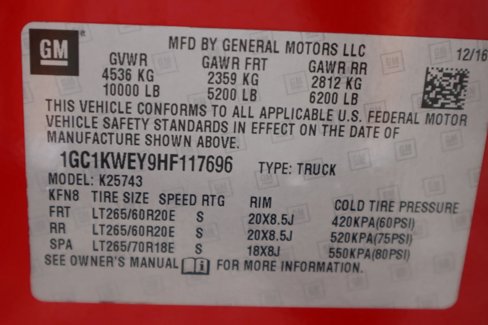 GM
MFD BY GENERAL MOTORS LLC
12/16
GVWR GAWR FRT GAWR RR
4536 KG 2359 KG 2812 KG
10000 LB 5200 LB 6200 LB
THIS VEHICLE CONFORMS TO ALL APPLICABLE U.S. FEDERAL MOTOR
VEHICLE SAFETY STANDARDS IN EFFECT ON THE DATE OF
MANUFACTURE SHOWN ABOVE.
1GC1KWEY9HF117696 TYPE: TRUCK
MODEL: K25743
KFN8 TIRE SIZE SPEED RTG RIM COLD TIRE PRESSURE
FRT LT265/60R20E S 20X8.5J 420KPA(60PSI)
RR LT265/60R20E S 20X8.5J 520KPA(75PSI)
SPA LT265/70R18E S 18X8J 550KPA(80PSI)
SEE OWNER'S MANUAL i FOR MORE INFORMATION.